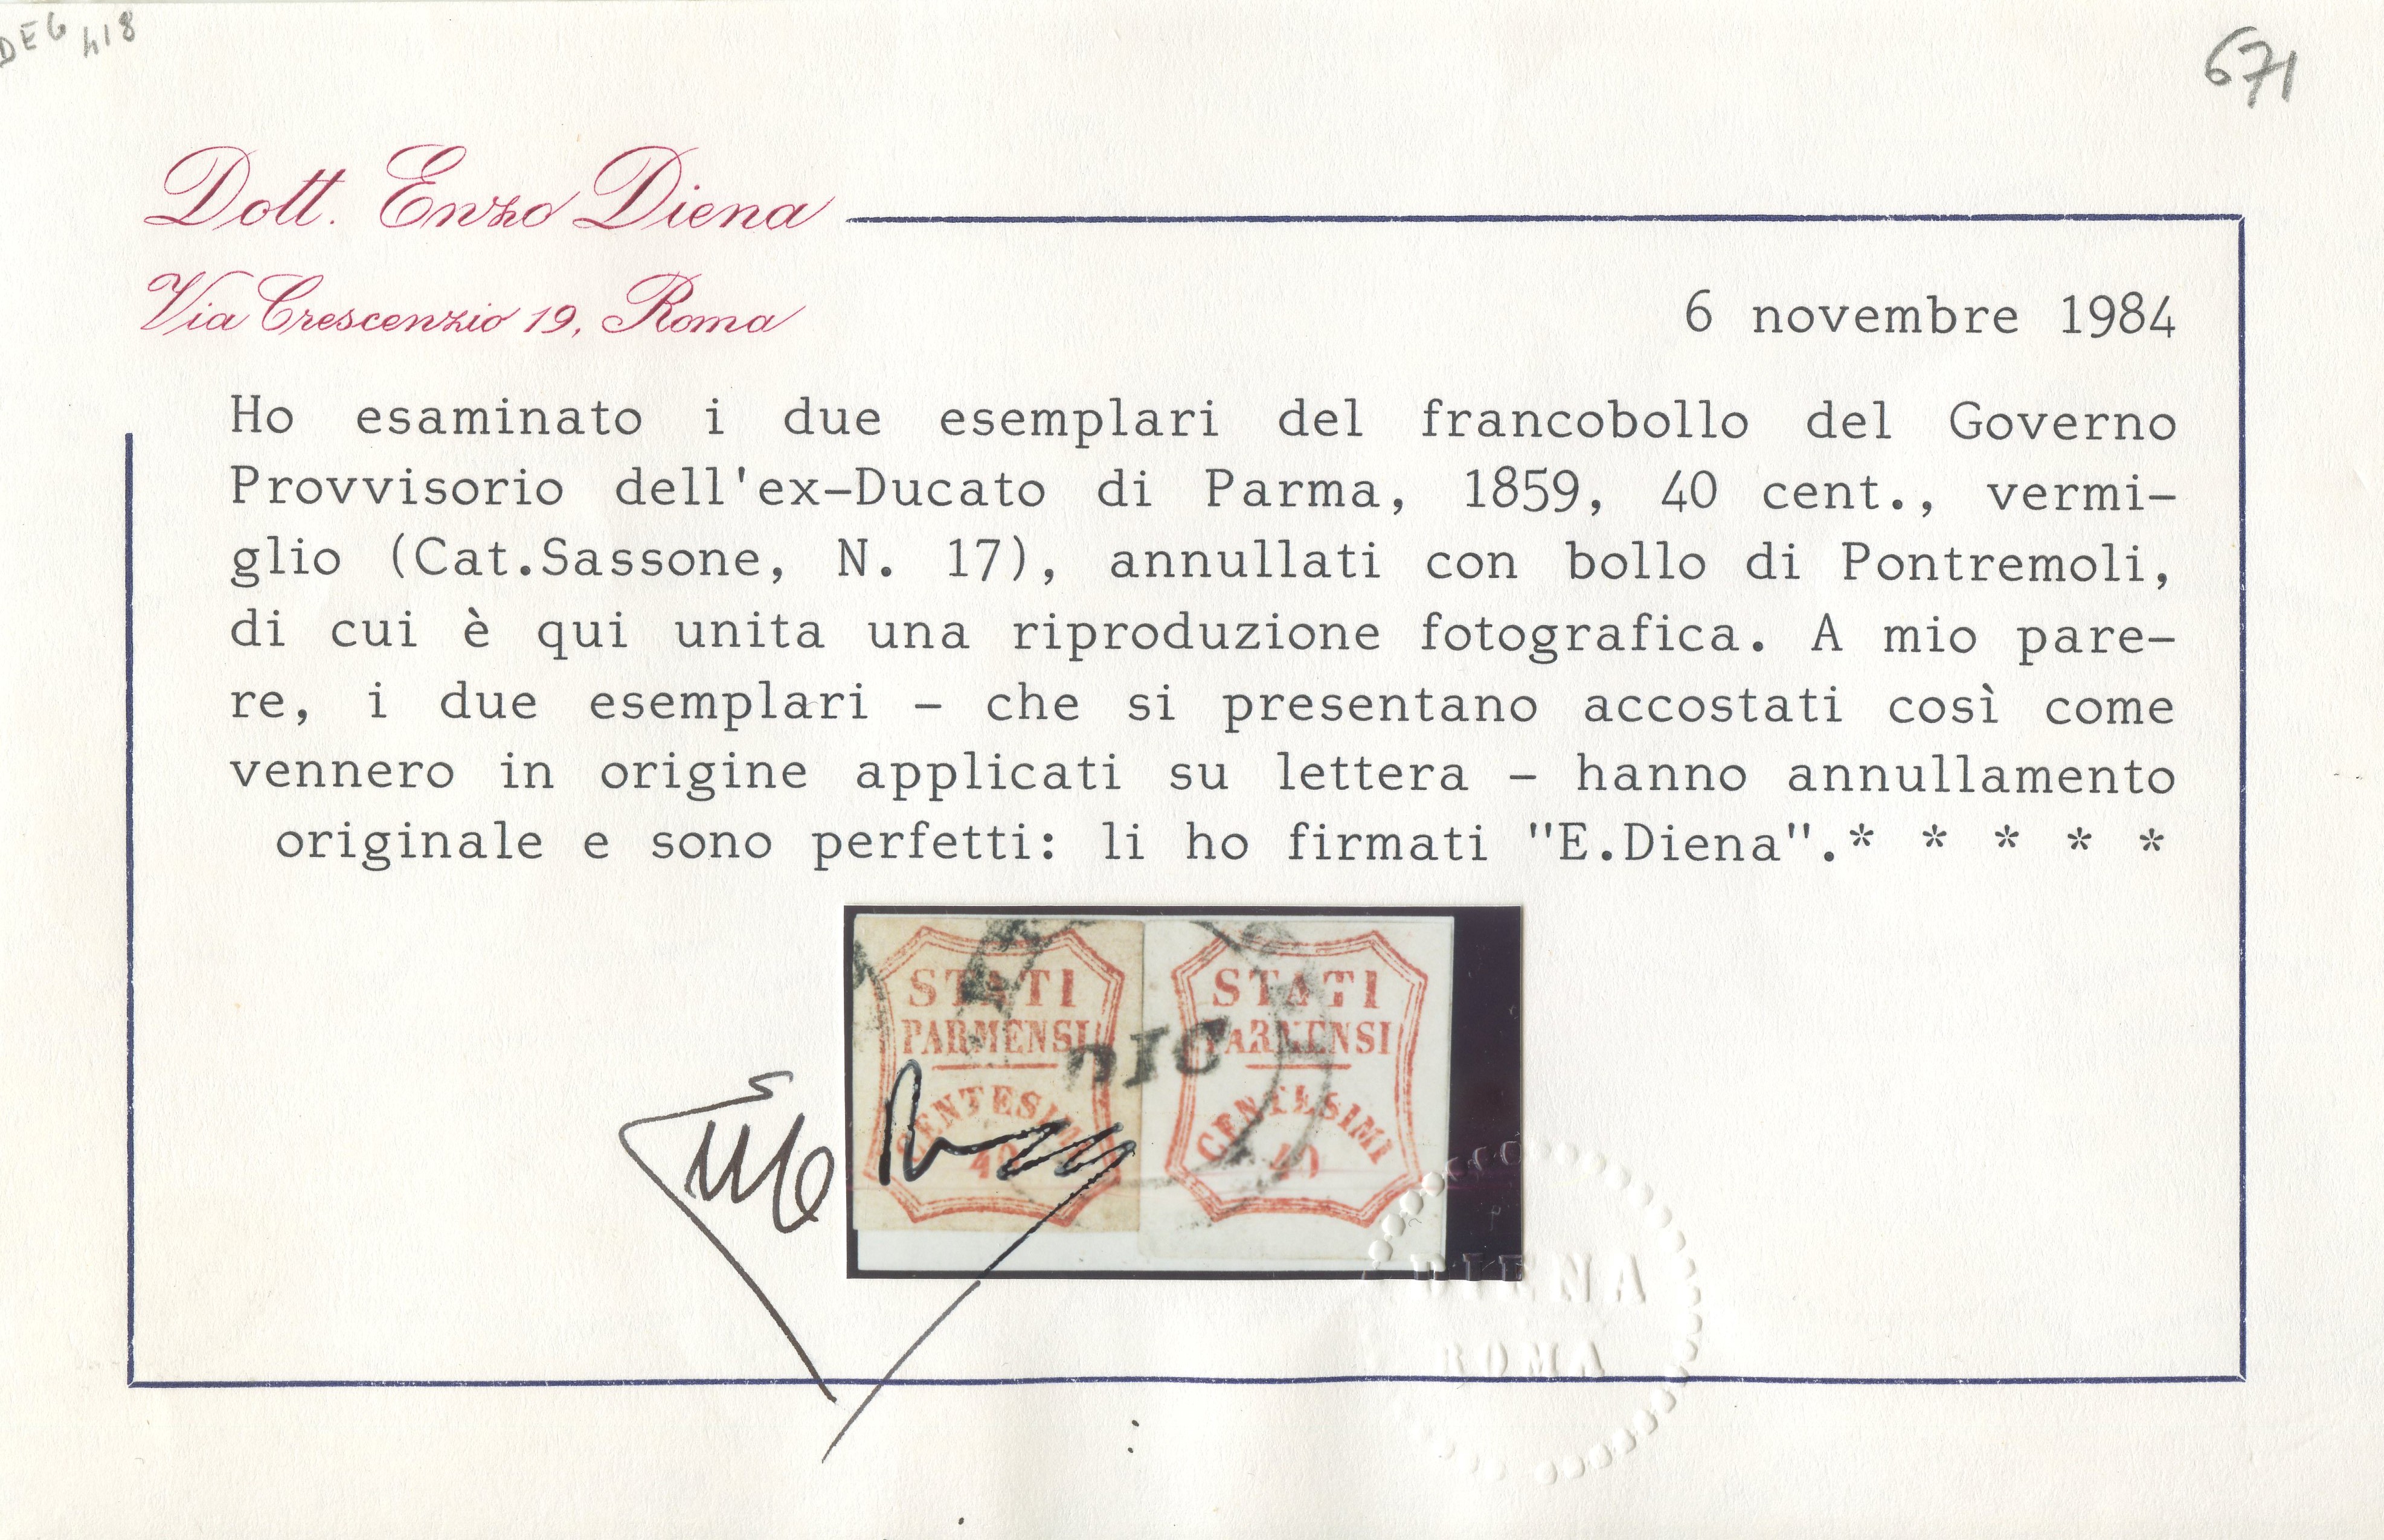 DEG 418
671
Dott. Enzo Diena
Via Crescenzio 19, Roma
6 novembre 1984
Ho esaminato i due esemplari del francobollo del Governo
Provvisorio dell'ex-Ducato di Parma, 1859, 40 cent., vermi-
glio (Cat.Sassone, N. 17), annullati con bollo di Pontremoli,
di cui è qui unita una riproduzione fotografica. A mio pare-
re, i due esemplari - che si presentano accostati così come
vennero in origine applicati su lettera - hanno annullamento
originale e sono perfetti: li ho firmati "E.Diena".* * * * *
STATI
PARMENSI
CENTESIMI
40
STATI
PARMENSI
CENTESIMI
40
DIC
DIENA
ROMA